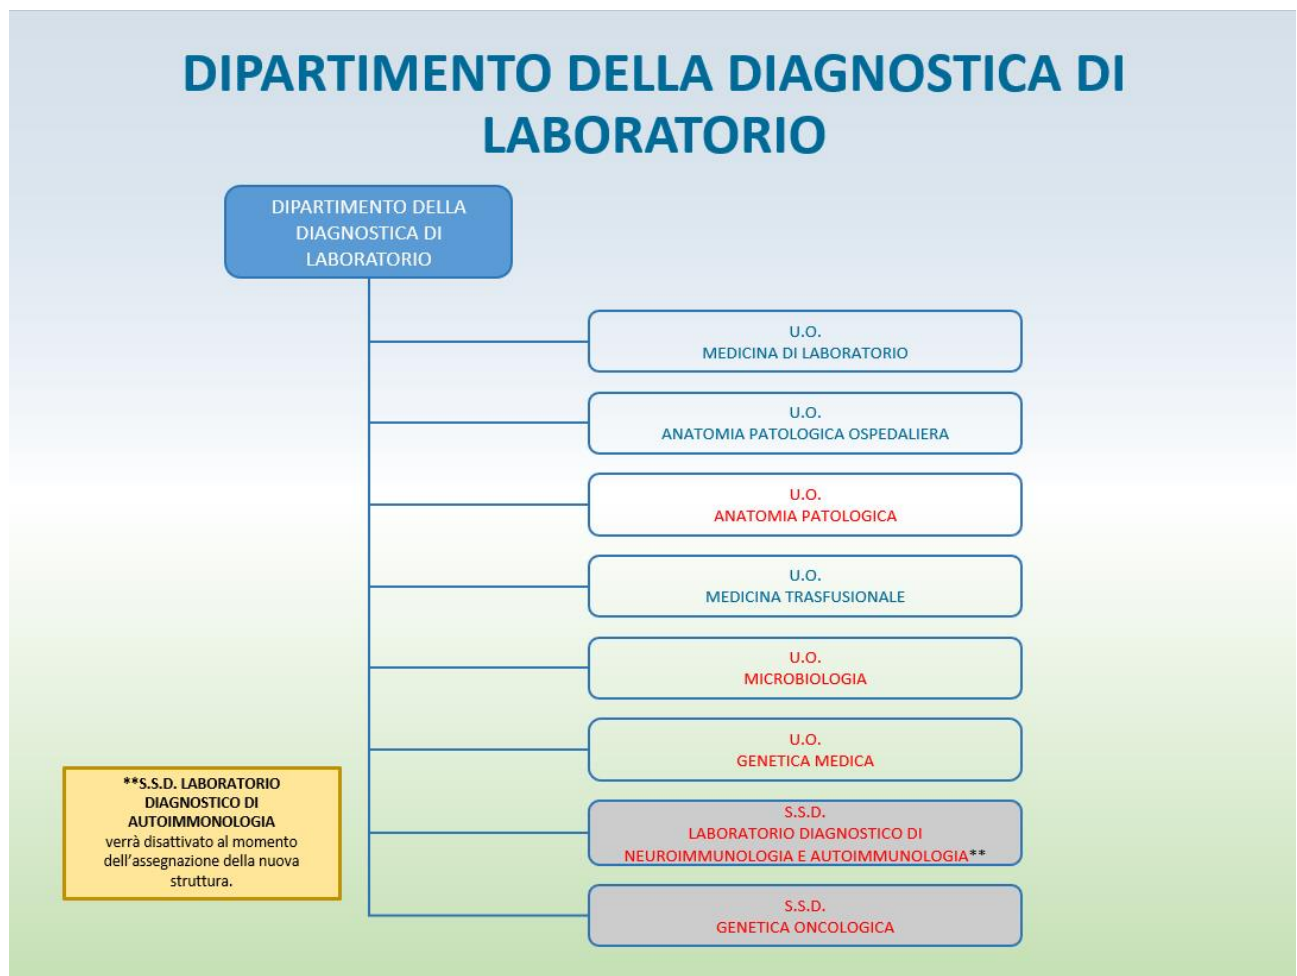 DIPARTIMENTO DELLA DIAGNOSTICA DI
LABORATORIO
DIPARTIMENTO DELLA
DIAGNOSTICA DI
LABORATORIO
U.O.
MEDICINA DI LABORATORIO
U.O.
ANATOMIA PATOLOGICA OSPEDALIERA
U.O.
ANATOMIA PATOLOGICA
U.O.
MEDICINA TRASFUSIONALE
U.O.
MICROBIOLOGIA
U.O.
GENETICA MEDICA
S.S.D.
LABORATORIO DIAGNOSTICO DI
NEUROIMMUNOLOGIA E AUTOIMMUNOLOGIA**
S.S.D.
GENETICA ONCOLOGICA
**S.S.D. LABORATORIO
DIAGNOSTICO DI
AUTOIMMONOLOGIA
verrà disattivato al momento
dell'assegnazione della nuova
struttura.